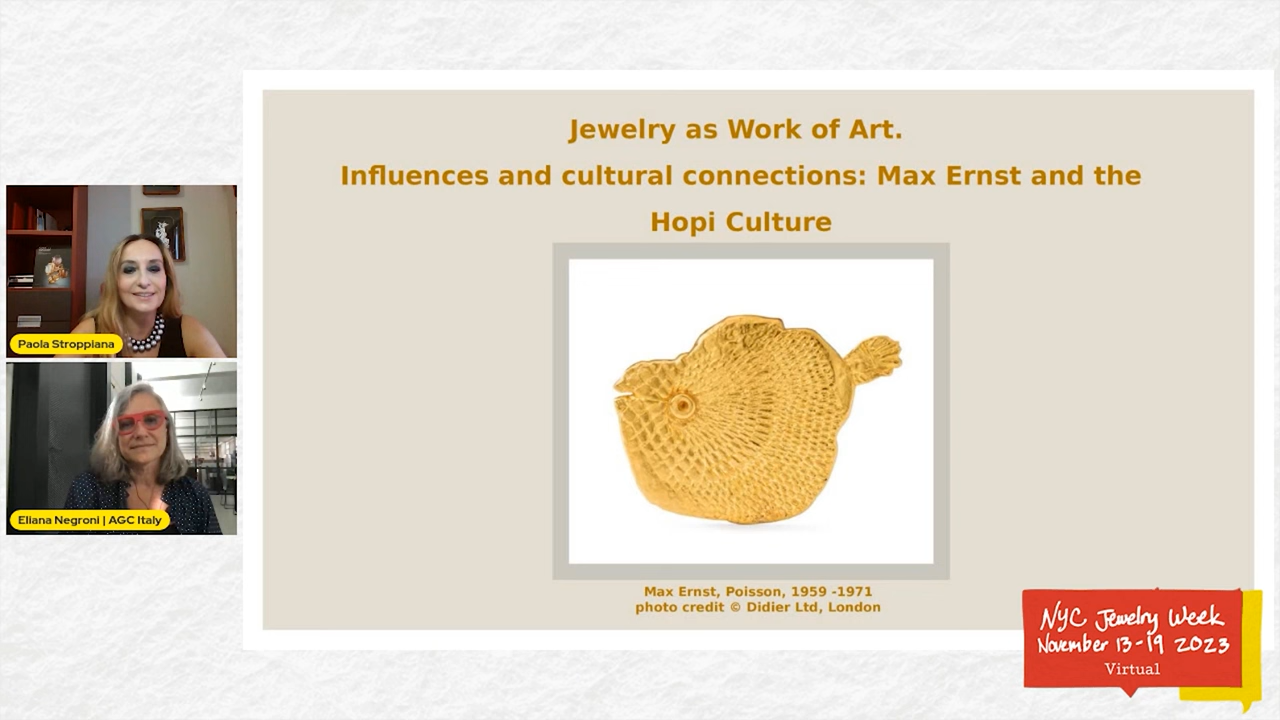 Jewelry as Work of Art.
Influences and cultural connections: Max Ernst and the
Hopi Culture
Paola Stroppiana
Eliana Negroni | AGC Italy
Max Ernst, Poisson, 1959 -1971
photo credit © Didier Ltd, London
NYC Jewelry Week
November 13-19 2023
Virtual